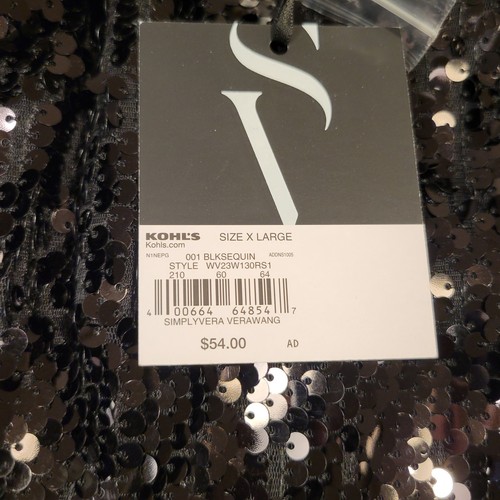 SV
KOHL'S SIZE X LARGE
Kohls.com
N1NEPG 001 BLKSEQUIN
STYLE WV23W130RS1
210 60 64
4 00664 64854 7
SIMPLYVERA VERAWANG
$54.00 AD